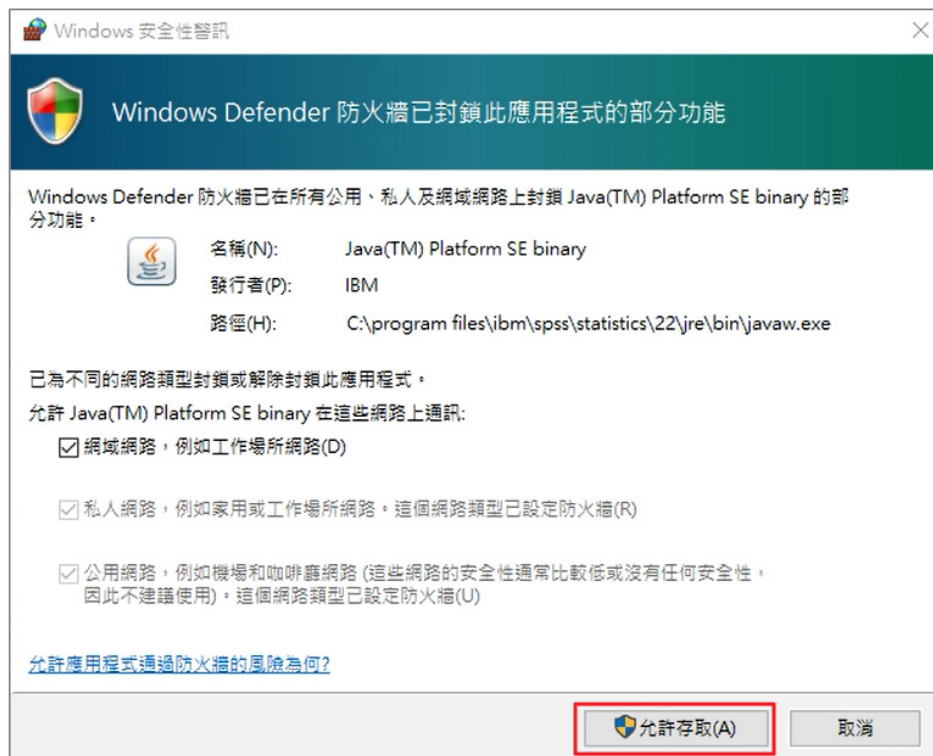 Windows 安全性警訊
Windows Defender 防火牆已封鎖此應用程式的部分功能
Windows Defender 防火牆已在所有公用、私人及網域網路上封鎖 Java(TM) Platform SE binary 的部
分功能。
名稱(N): Java(TM) Platform SE binary
發行者(P): IBM
路徑(H): C:\program files\ibm\spss\statistics\22\jre\bin\javaw.exe
已為不同的網路類型封鎖或解除封鎖此應用程式。
允許 Java(TM) Platform SE binary 在這些網路上通訊:
網域網路，例如工作場所網路(D)
私人網路，例如家用或工作場所網路。這個網路類型已設定防火牆(R)
公用網路，例如機場和咖啡廳網路 (這些網路的安全性通常比較低或沒有任何安全性，
因此不建議使用)。這個網路類型已設定防火牆(U)
允許應用程式通過防火牆的風險為何?
允許存取(A) 取消